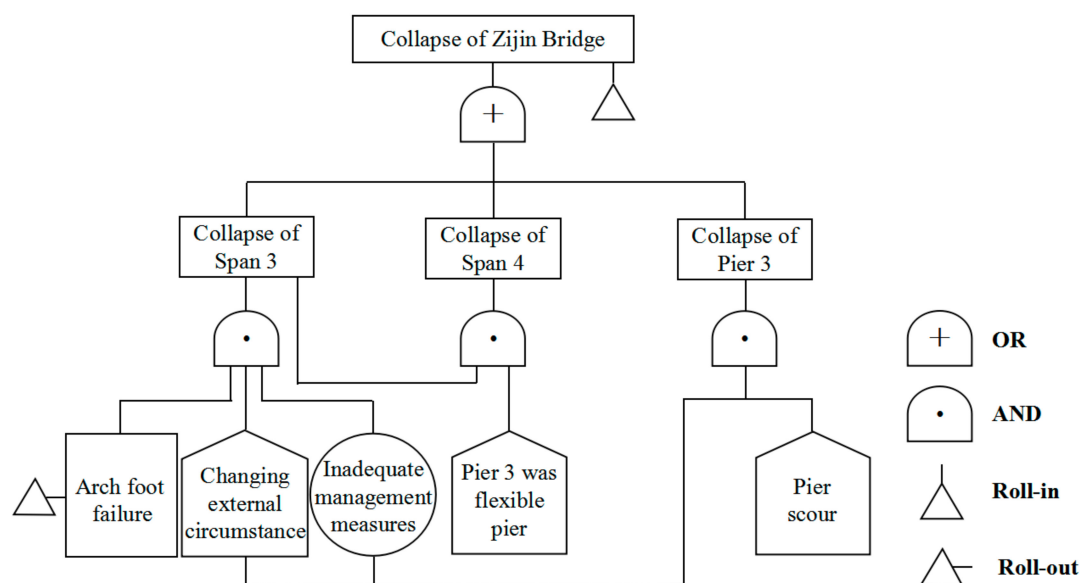 Collapse of Zijin Bridge
+
Collapse of
Span 3
Collapse of
Span 4
Collapse of
Pier 3
·
·
·
+ OR
· AND
Roll-in
Roll-out
Arch foot
failure
Changing
external
circumstance
Inadequate
management
measures
Pier 3 was
flexible
pier
Pier
scour